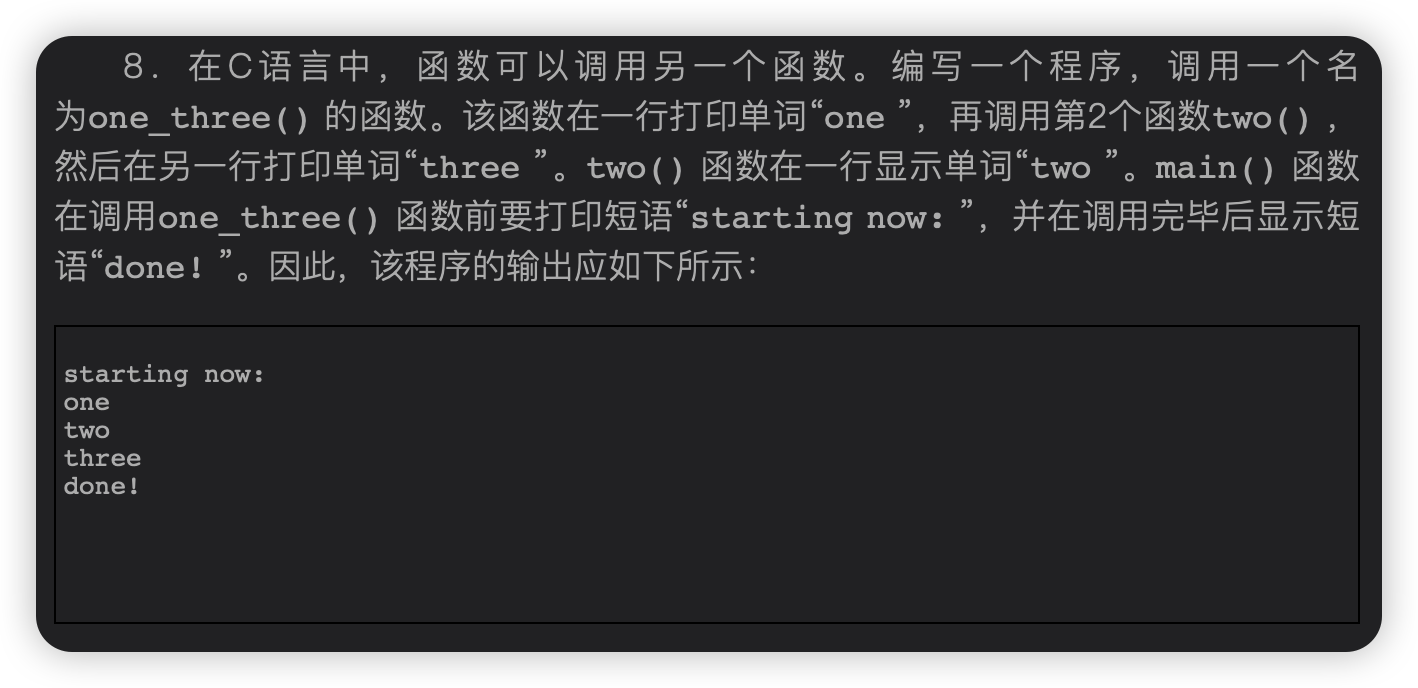 8. 在C语言中，函数可以调用另一个函数。编写一个程序，调用一个名
为one_three() 的函数。该函数在一行打印单词“one ”，再调用第2个函数two() ，
然后在另一行打印单词“three ”。two() 函数在一行显示单词“two ”。main() 函数
在调用one_three() 函数前要打印短语“starting now: ”，并在调用完毕后显示短
语“done! ”。因此，该程序的输出应如下所示：
starting now:
one
two
three
done!